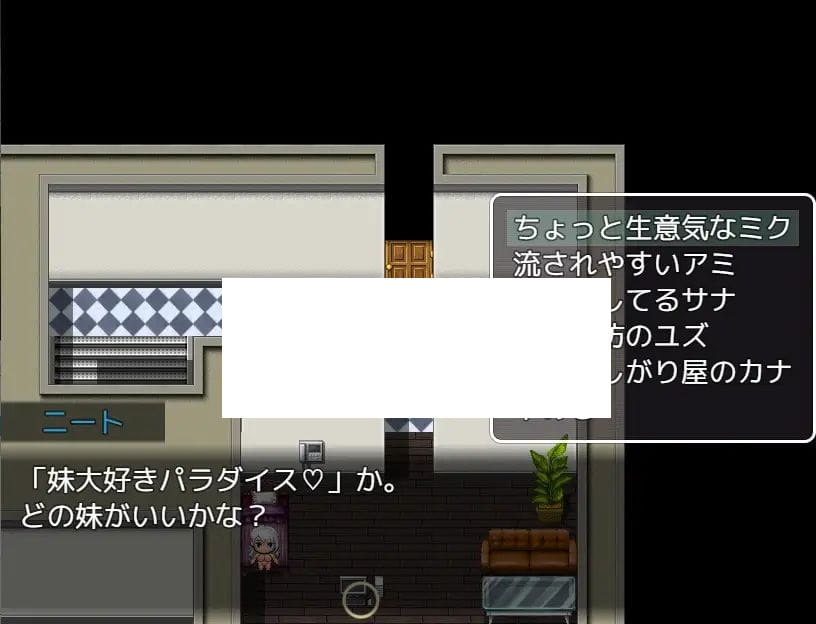 ちょっと生意気なミク
流されやすいアミ
してるサナ
坊のユズ
しがり屋のカナ
ニート
「妹大好きパラダイス♡」か。
どの妹がいいかな？